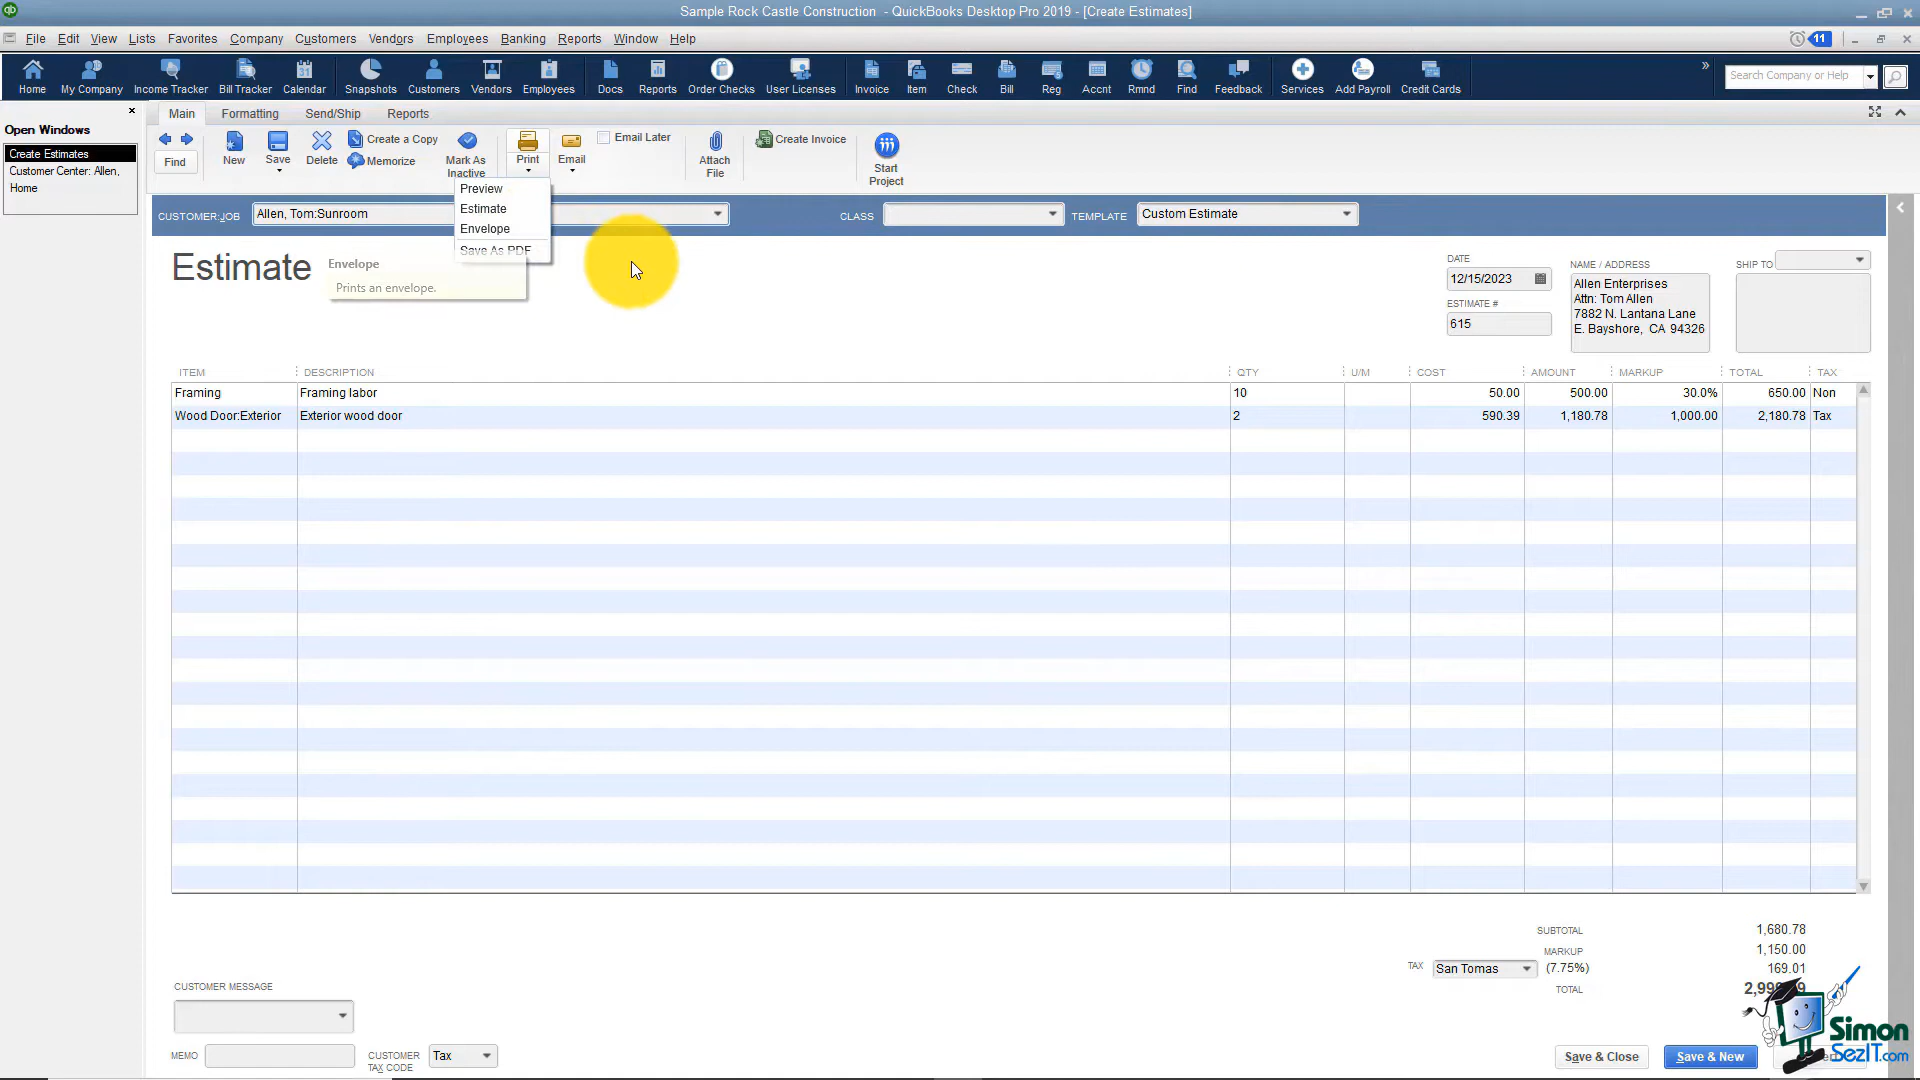 Sample Rock Castle Construction - QuickBooks Desktop Pro 2019 - [Create Estimates]
File Edit View Lists Favorites Company Customers Vendors Employees Banking Reports Window Help
11
Home My Company Income Tracker Bill Tracker Calendar Snapshots Customers Vendors Employees Docs Reports Order Checks User Licenses Invoice Item Check Bill Reg Accnt Rmnd Find Feedback Services Add Payroll Credit Cards
Search Company or Help
Main Formatting Send/Ship Reports
Open Windows
Create Estimates
Customer Center: Allen,
Home
Find New Save Delete Create a Copy Memorize Mark As Inactive Print Email Email Later Attach File Create Invoice Start Project
Preview
Estimate
Envelope
Save As PDF
CUSTOMER:JOB Allen, Tom:Sunroom CLASS TEMPLATE Custom Estimate
Envelope
Prints an envelope.
Estimate
DATE
12/15/2023
ESTIMATE #
615
NAME / ADDRESS
Allen Enterprises
Attn: Tom Allen
7882 N. Lantana Lane
E. Bayshore, CA 94326
SHIP TO
ITEM DESCRIPTION QTY U/M COST AMOUNT MARKUP TOTAL TAX
Framing Framing labor 10 50.00 500.00 30.0% 650.00 Non
Wood Door:Exterior Exterior wood door 2 590.39 1,180.78 1,000.00 2,180.78 Tax
SUBTOTAL 1,680.78
MARKUP 1,150.00
TAX San Tomas (7.75%) 169.01
TOTAL
CUSTOMER MESSAGE
MEMO
CUSTOMER TAX CODE Tax
Save & Close Save & New
Simon
SezIT.com